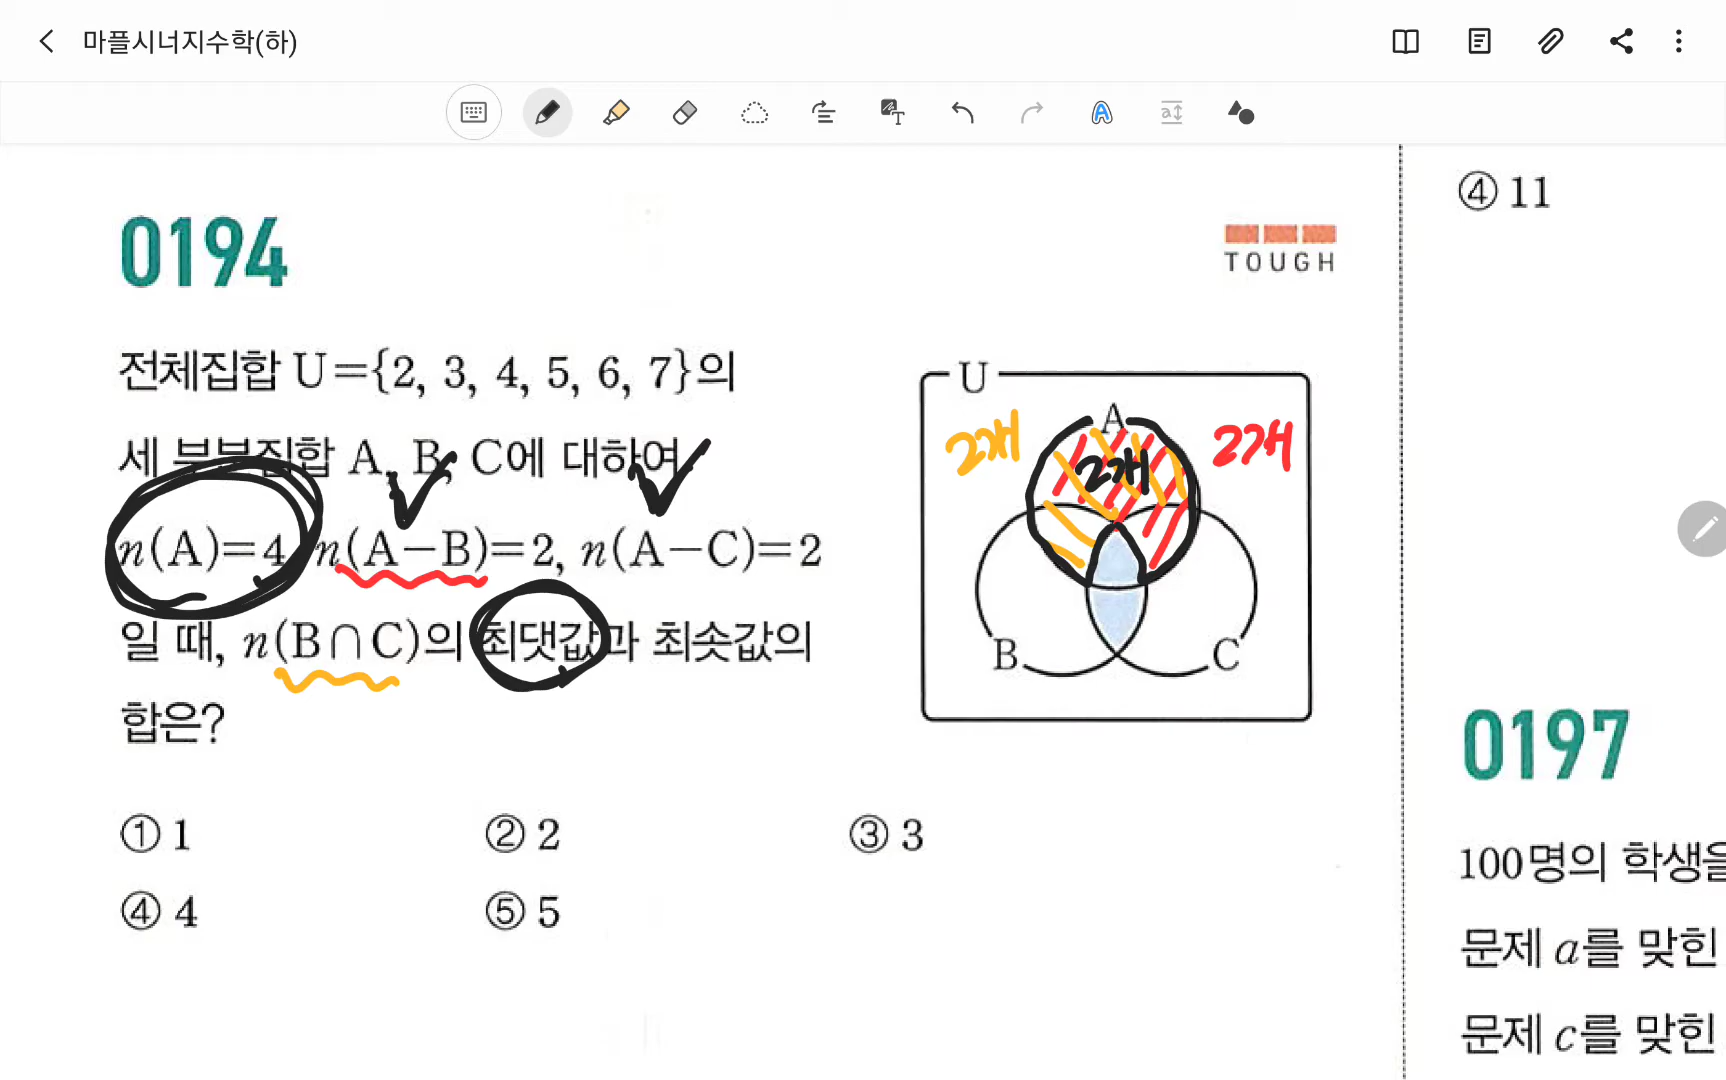 마플시너지수학(하)
0194
TOUGH
전체집합 U={2, 3, 4, 5, 6, 7}의
세 부분집합 A, B, C에 대하여
n(A)=4, n(A−B)=2, n(A−C)=2
일 때, n(B∩C)의 최댓값과 최솟값의
합은?
U
A
2개
2개
2개
B
C
① 1
② 2
③ 3
④ 4
⑤ 5
④ 11
0197
100명의 학생을
문제 a를 맞힌
문제 c를 맞힌